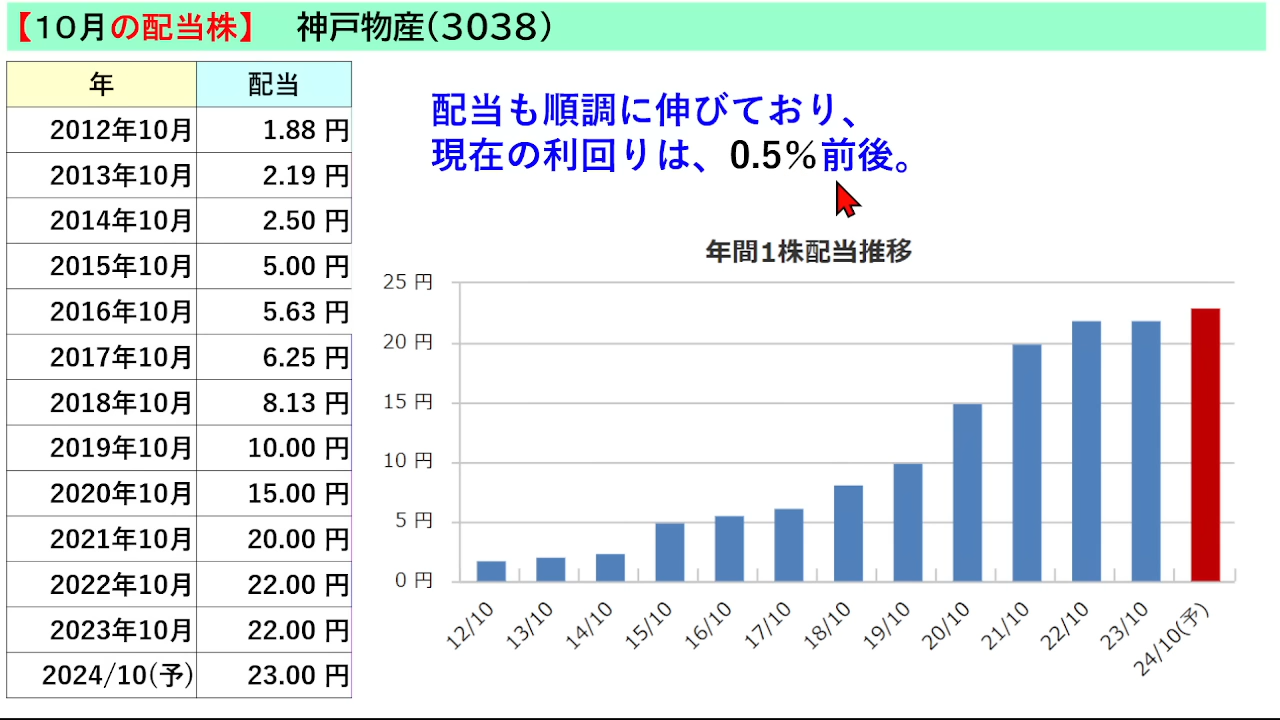 【10月の配当株】 神戸物産(3038)
年 配当
2012年10月 1.88 円
2013年10月 2.19 円
2014年10月 2.50 円
2015年10月 5.00 円
2016年10月 5.63 円
2017年10月 6.25 円
2018年10月 8.13 円
2019年10月 10.00 円
2020年10月 15.00 円
2021年10月 20.00 円
2022年10月 22.00 円
2023年10月 22.00 円
2024/10(予) 23.00 円
配当も順調に伸びており、
現在の利回りは、0.5%前後。
年間1株配当推移
25 円
20 円
15 円
10 円
5 円
0 円
12/10
13/10
14/10
15/10
16/10
17/10
18/10
19/10
20/10
21/10
22/10
23/10
24/10(予)